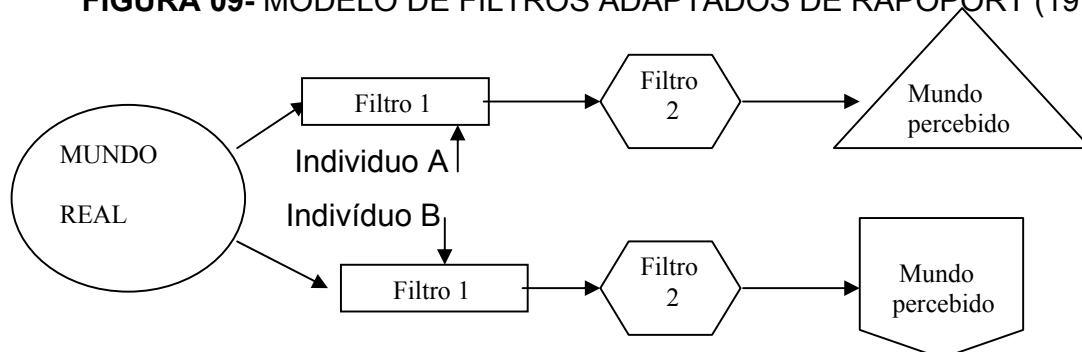 FIGURA 09- MODELO DE FILTROS ADAPTADOS DE RAPOPORT (19
MUNDO
REAL
Filtro 1
Filtro
2
Mundo
percebido
Individuo A
Indivíduo B
Filtro 1
Filtro
2
Mundo
percebido